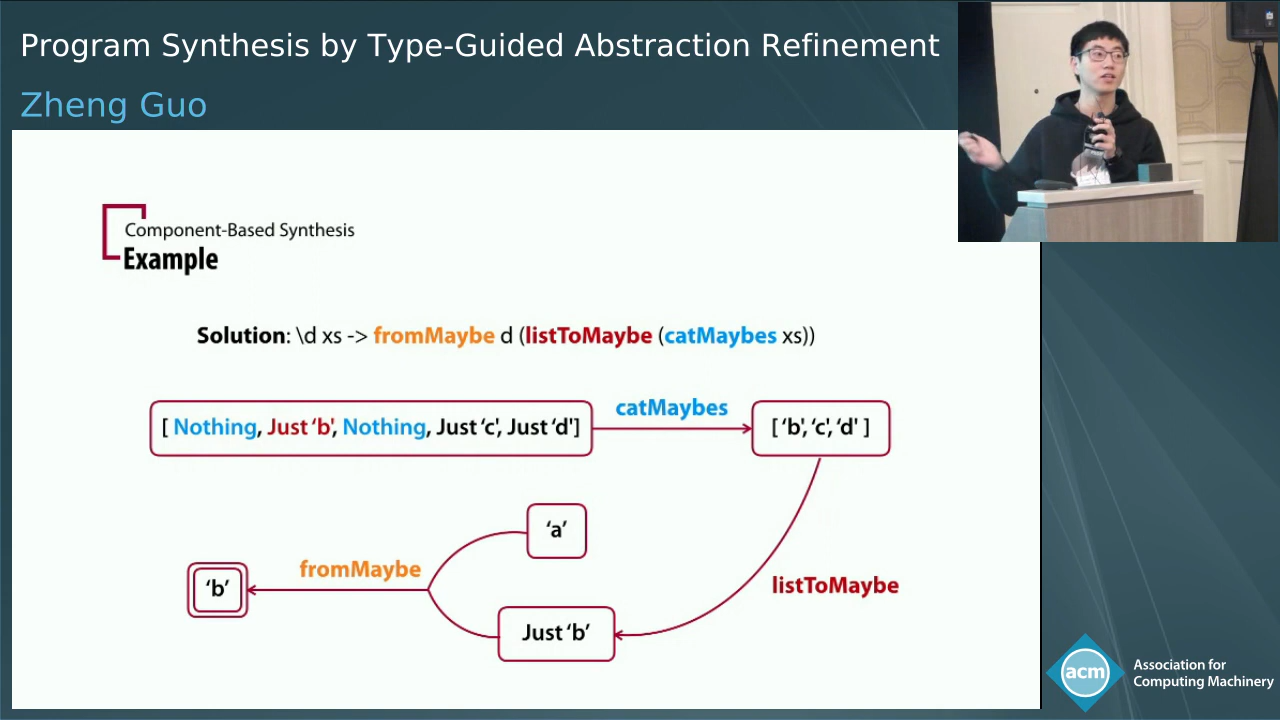 Program Synthesis by Type-Guided Abstraction Refinement
Zheng Guo
Component-Based Synthesis
Example
Solution: \d xs -> fromMaybe d (listToMaybe (catMaybes xs))
[ Nothing, Just ‘b’, Nothing, Just ‘c’, Just ‘d’]
catMaybes
[ ‘b’, ‘c’, ‘d’ ]
‘a’
fromMaybe
‘b’
listToMaybe
Just ‘b’
acm
Association for
Computing Machinery